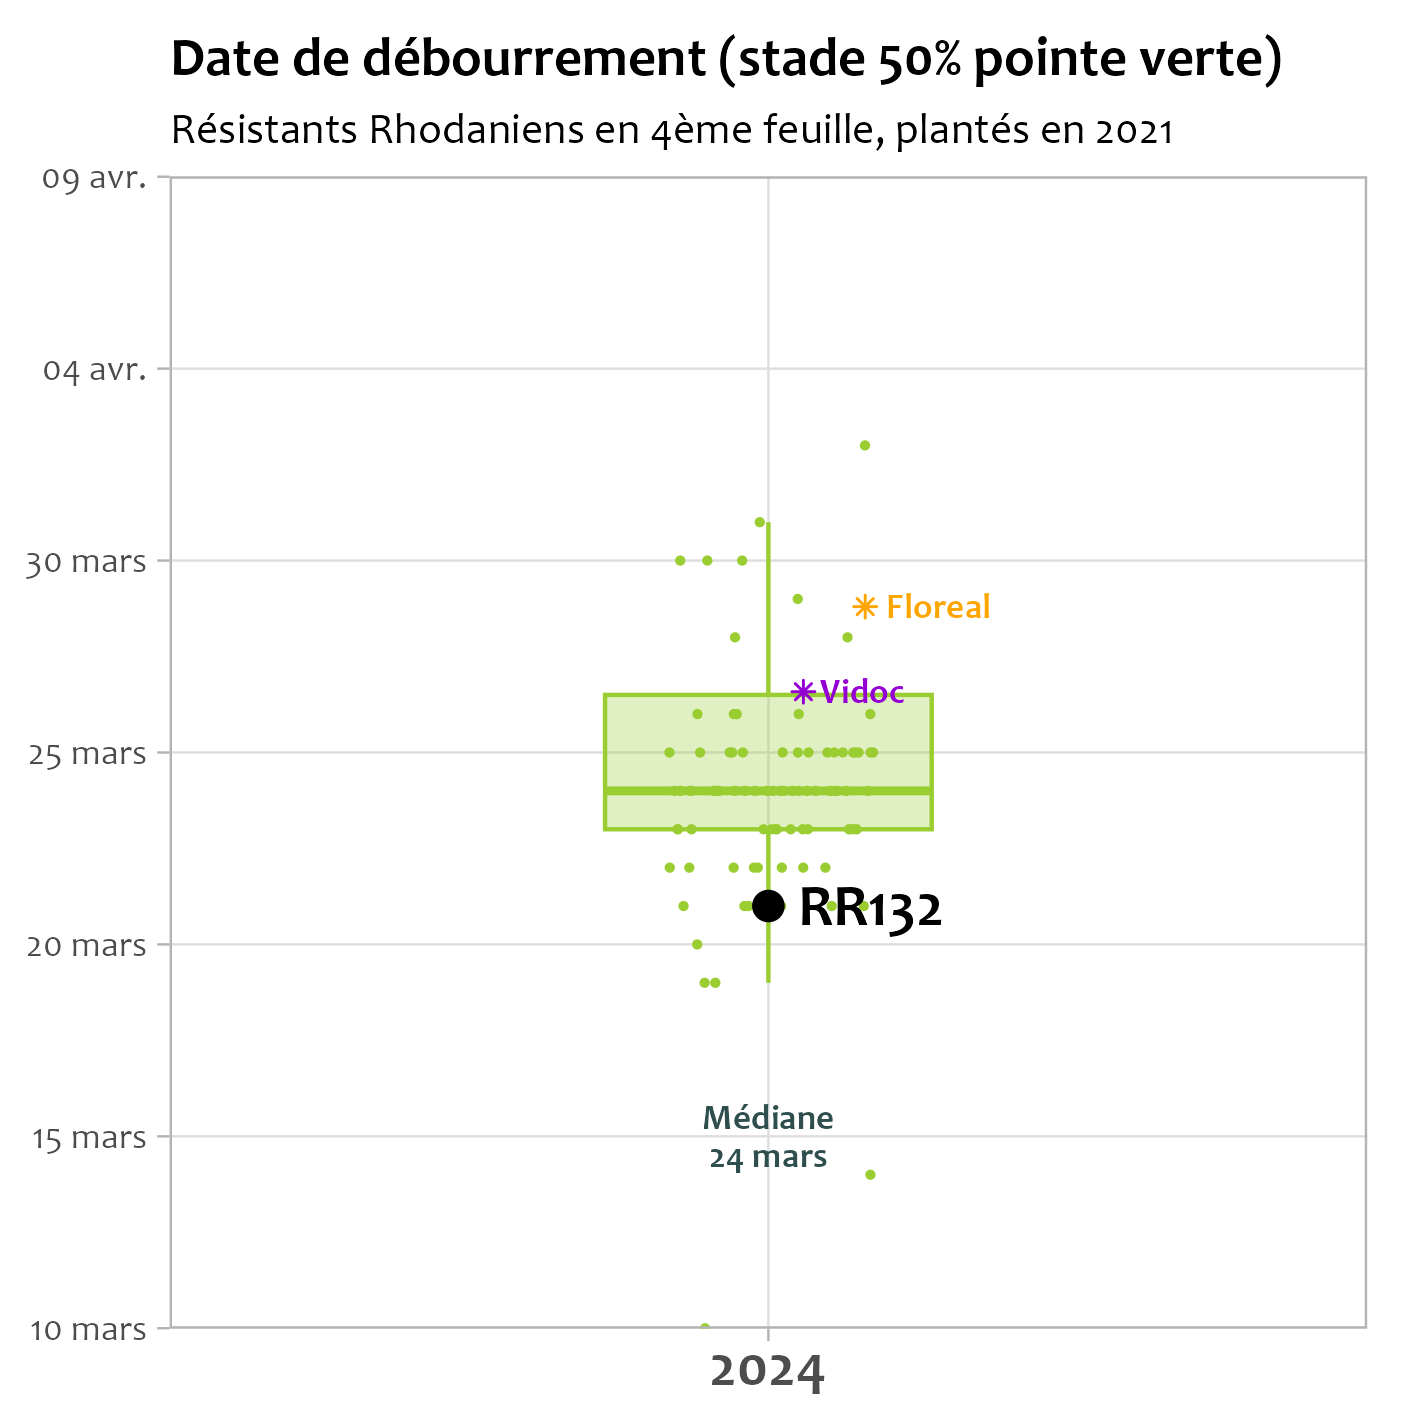 Date de débourrement (stade 50% pointe verte)
Résistants Rhodaniens en 4ème feuille, plantés en 2021
09 avr.
04 avr.
30 mars
Floreal
Vidoc
25 mars
RR132
20 mars
Médiane
15 mars
24 mars
10 mars
2024